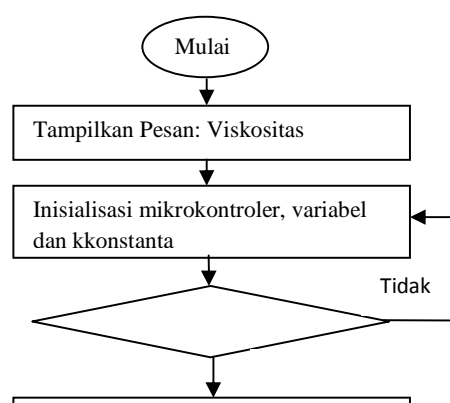 Mulai
Tampilkan Pesan: Viskositas
Inisialisasi mikrokontroler, variabel
dan kkonstanta
Tidak